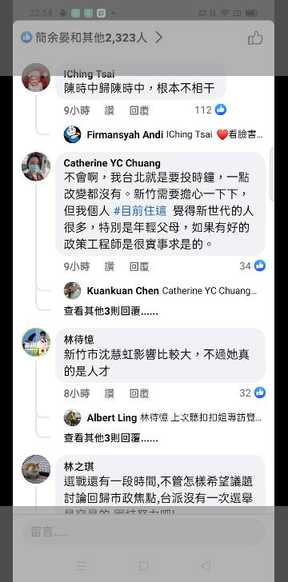 22:54
簡余晏和其他2,323人
IChing Tsai
陳時中歸陳時中，根本不相干
9小時 讚 回覆 112
Firmansyah Andi IChing Tsai ❤️看臉書...
Catherine YC Chuang
不會啊，我台北就是要投時鐘，一點
改變都沒有。新竹需要擔心一下下，
但我個人 #目前住這 覺得新世代的人
很多，特別是年輕父母，如果有好的
政策工程師是很實事求是的。
9小時 讚 回覆 34
Kuankuan Chen Catherine YC Chuang...
查看其他3則回覆......
林待憶
新竹市沈慧虹影響比較大，不過她真
的是人才
8小時 讚 回覆 32
Albert Ling 林待憶 上次聽扣扣姐專訪覺...
查看其他3則回覆......
林之琪
選戰還有一段時間,不管怎樣希望議題
討論回歸市政焦點,台派沒有一次選舉
留言......